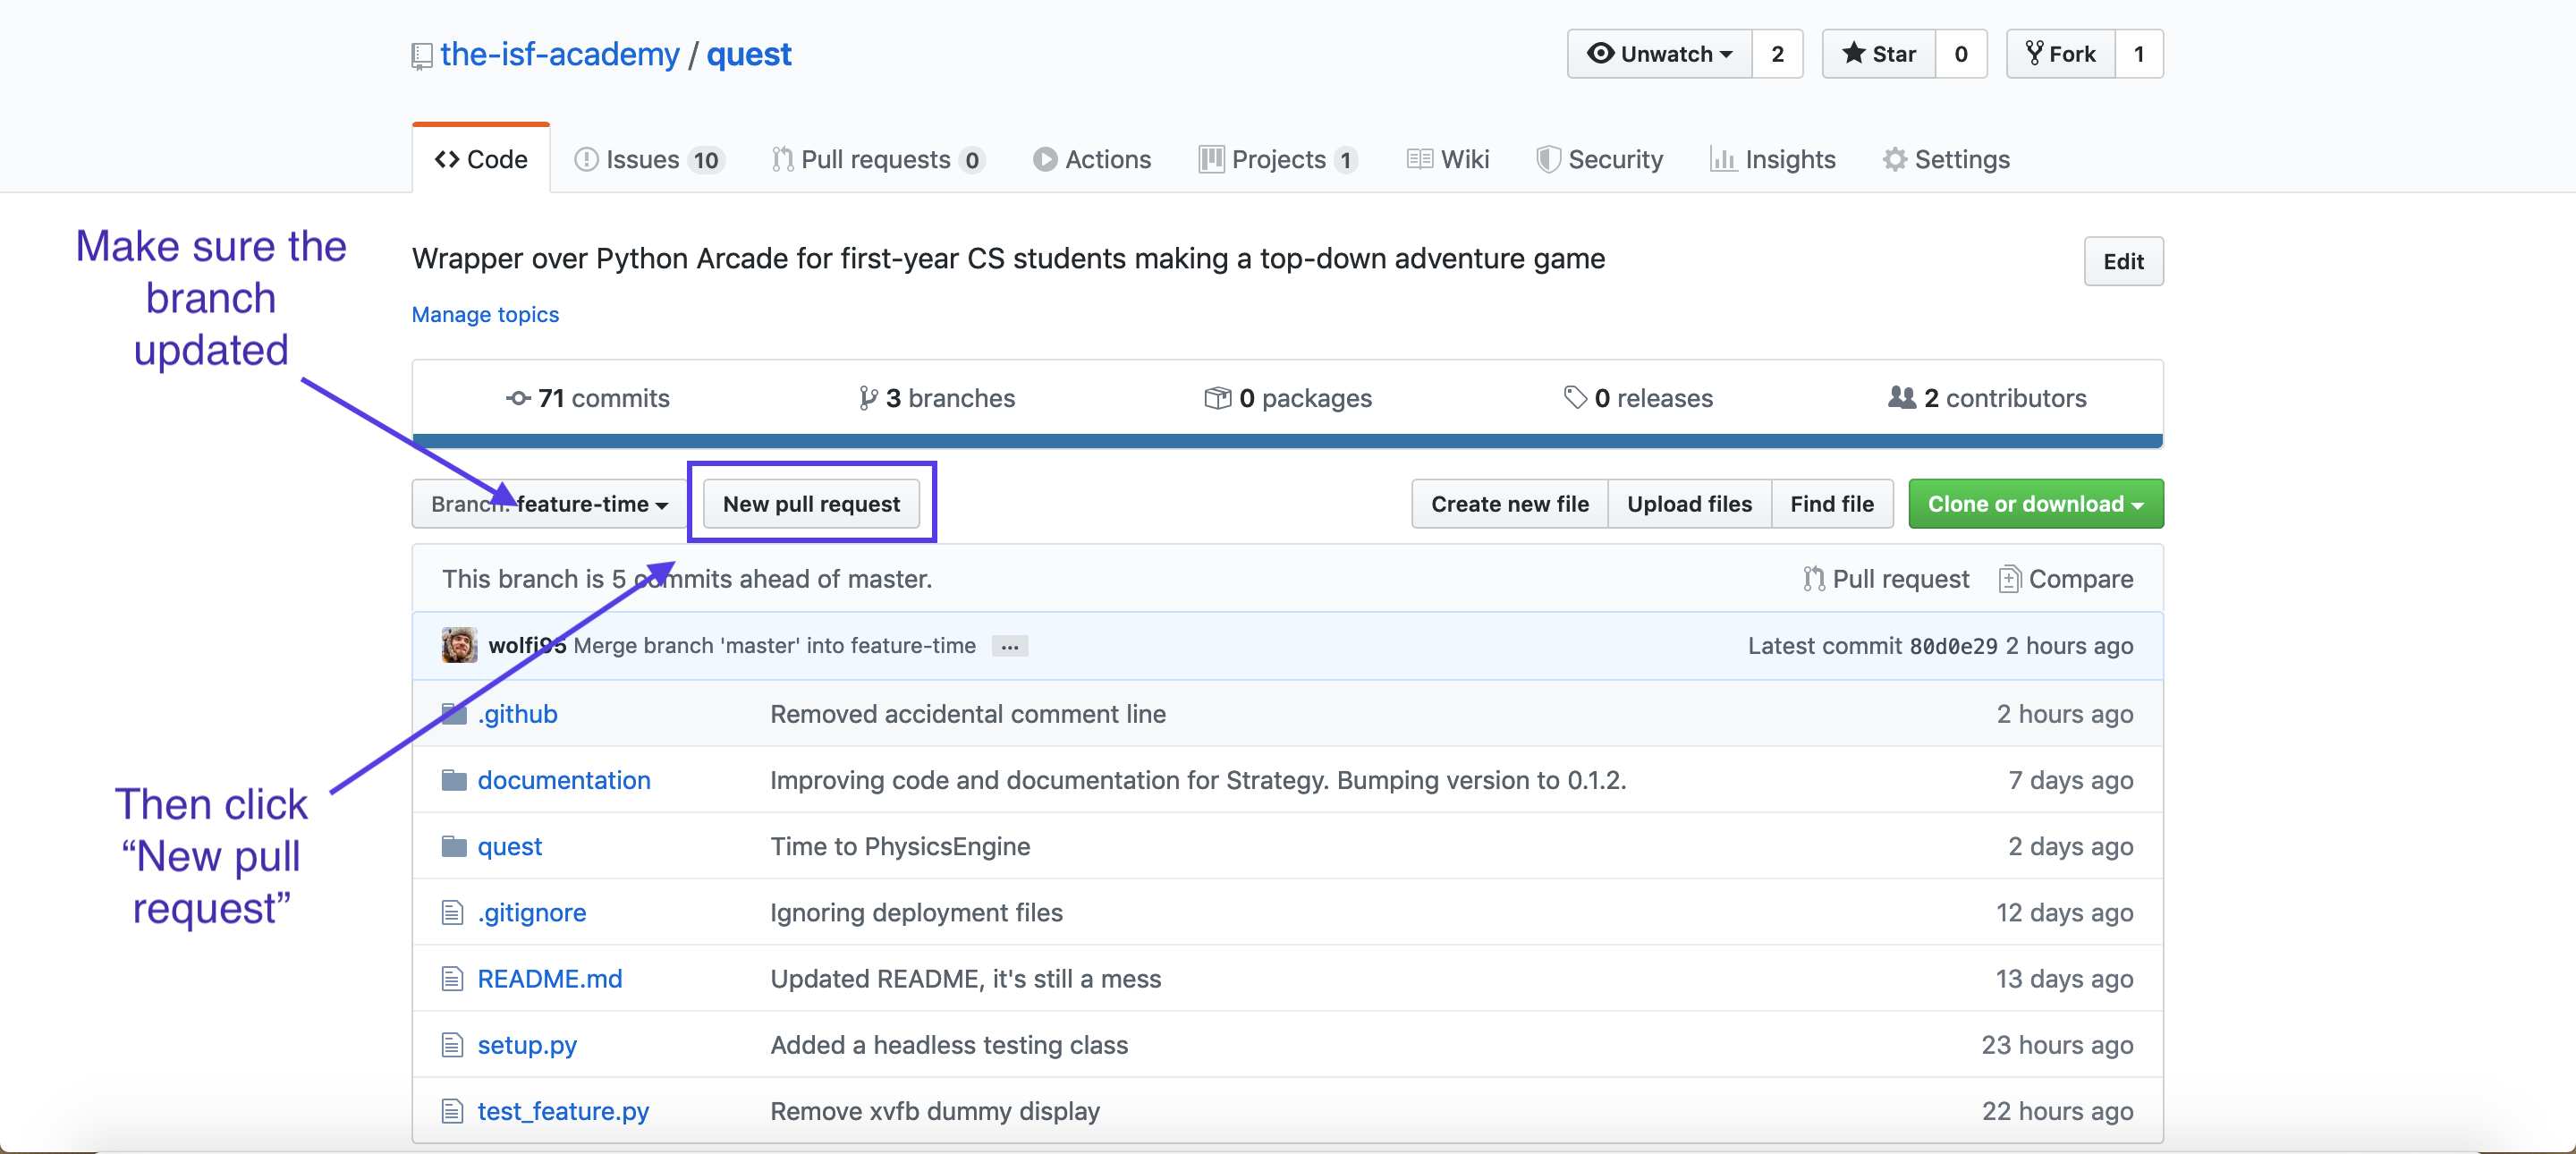 the-isf-academy / quest
Unwatch 2 Star 0 Fork 1
Code Issues 10 Pull requests 0 Actions Projects 1 Wiki Security Insights Settings
Make sure the
branch
updated
Wrapper over Python Arcade for first-year CS students making a top-down adventure game
Edit
Manage topics
71 commits 3 branches 0 packages 0 releases 2 contributors
Branch: feature-time New pull request Create new file Upload files Find file Clone or download
This branch is 5 commits ahead of master. Pull request Compare
wolfj95 Merge branch 'master' into feature-time ... Latest commit 80d0e29 2 hours ago
.github Removed accidental comment line 2 hours ago
documentation Improving code and documentation for Strategy. Bumping version to 0.1.2. 7 days ago
Then click
“New pull
request”
quest Time to PhysicsEngine 2 days ago
.gitignore Ignoring deployment files 12 days ago
README.md Updated README, it's still a mess 13 days ago
setup.py Added a headless testing class 23 hours ago
test_feature.py Remove xvfb dummy display 22 hours ago